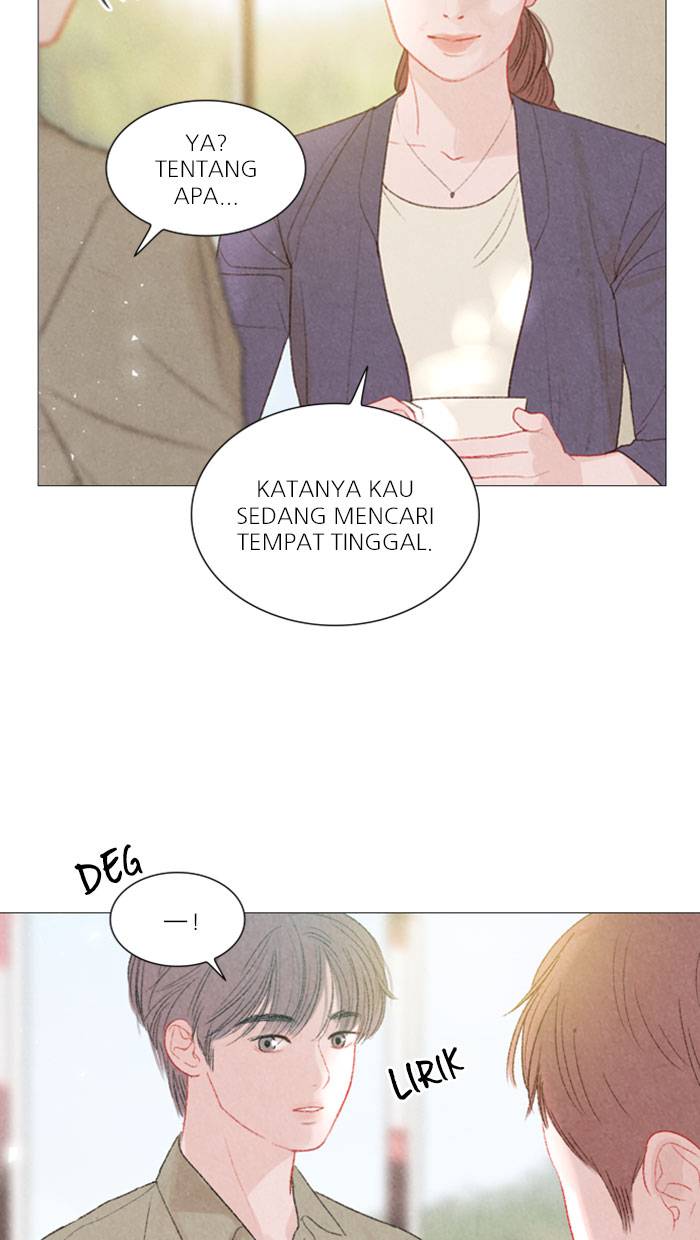 YA?
TENTANG
APA...
KATANYA KAU
SEDANG MENCARI
TEMPAT TINGGAL.
DEG
—!
LIRIK